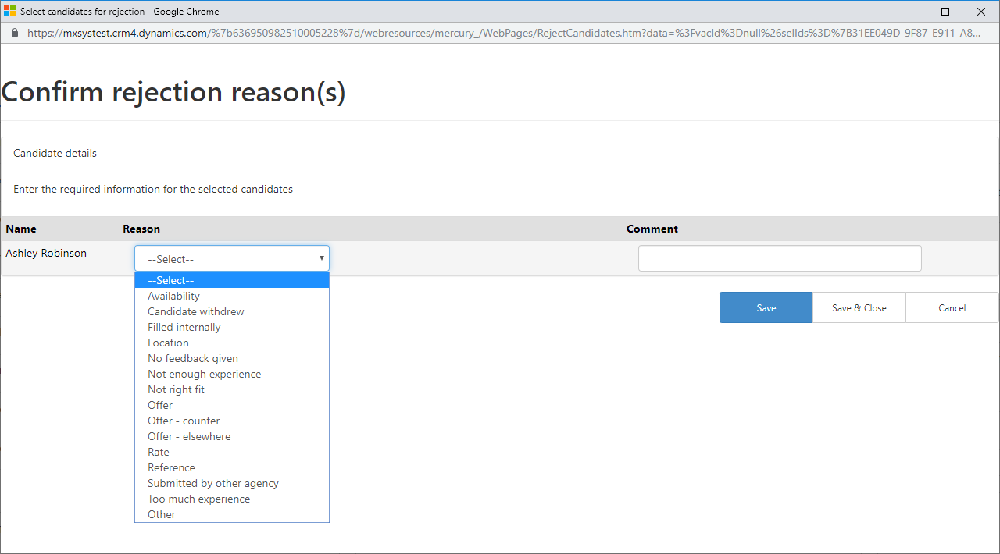 Select candidates for rejection - Google Chrome
https://mxsystest.crm4.dynamics.com/%7b636950982510005228%7d/webresources/mercury_/WebPages/RejectCandidates.htm?data=%3FvacId%3Dnull%26selIds%3D%7B31EE049D-9F87-E911-A8...
Confirm rejection reason(s)
Candidate details
Enter the required information for the selected candidates
Name Reason Comment
Ashley Robinson --Select--
--Select--
Availability
Candidate withdrew
Filled internally
Location
No feedback given
Not enough experience
Not right fit
Offer
Offer - counter
Offer - elsewhere
Rate
Reference
Submitted by other agency
Too much experience
Other
Save Save & Close Cancel